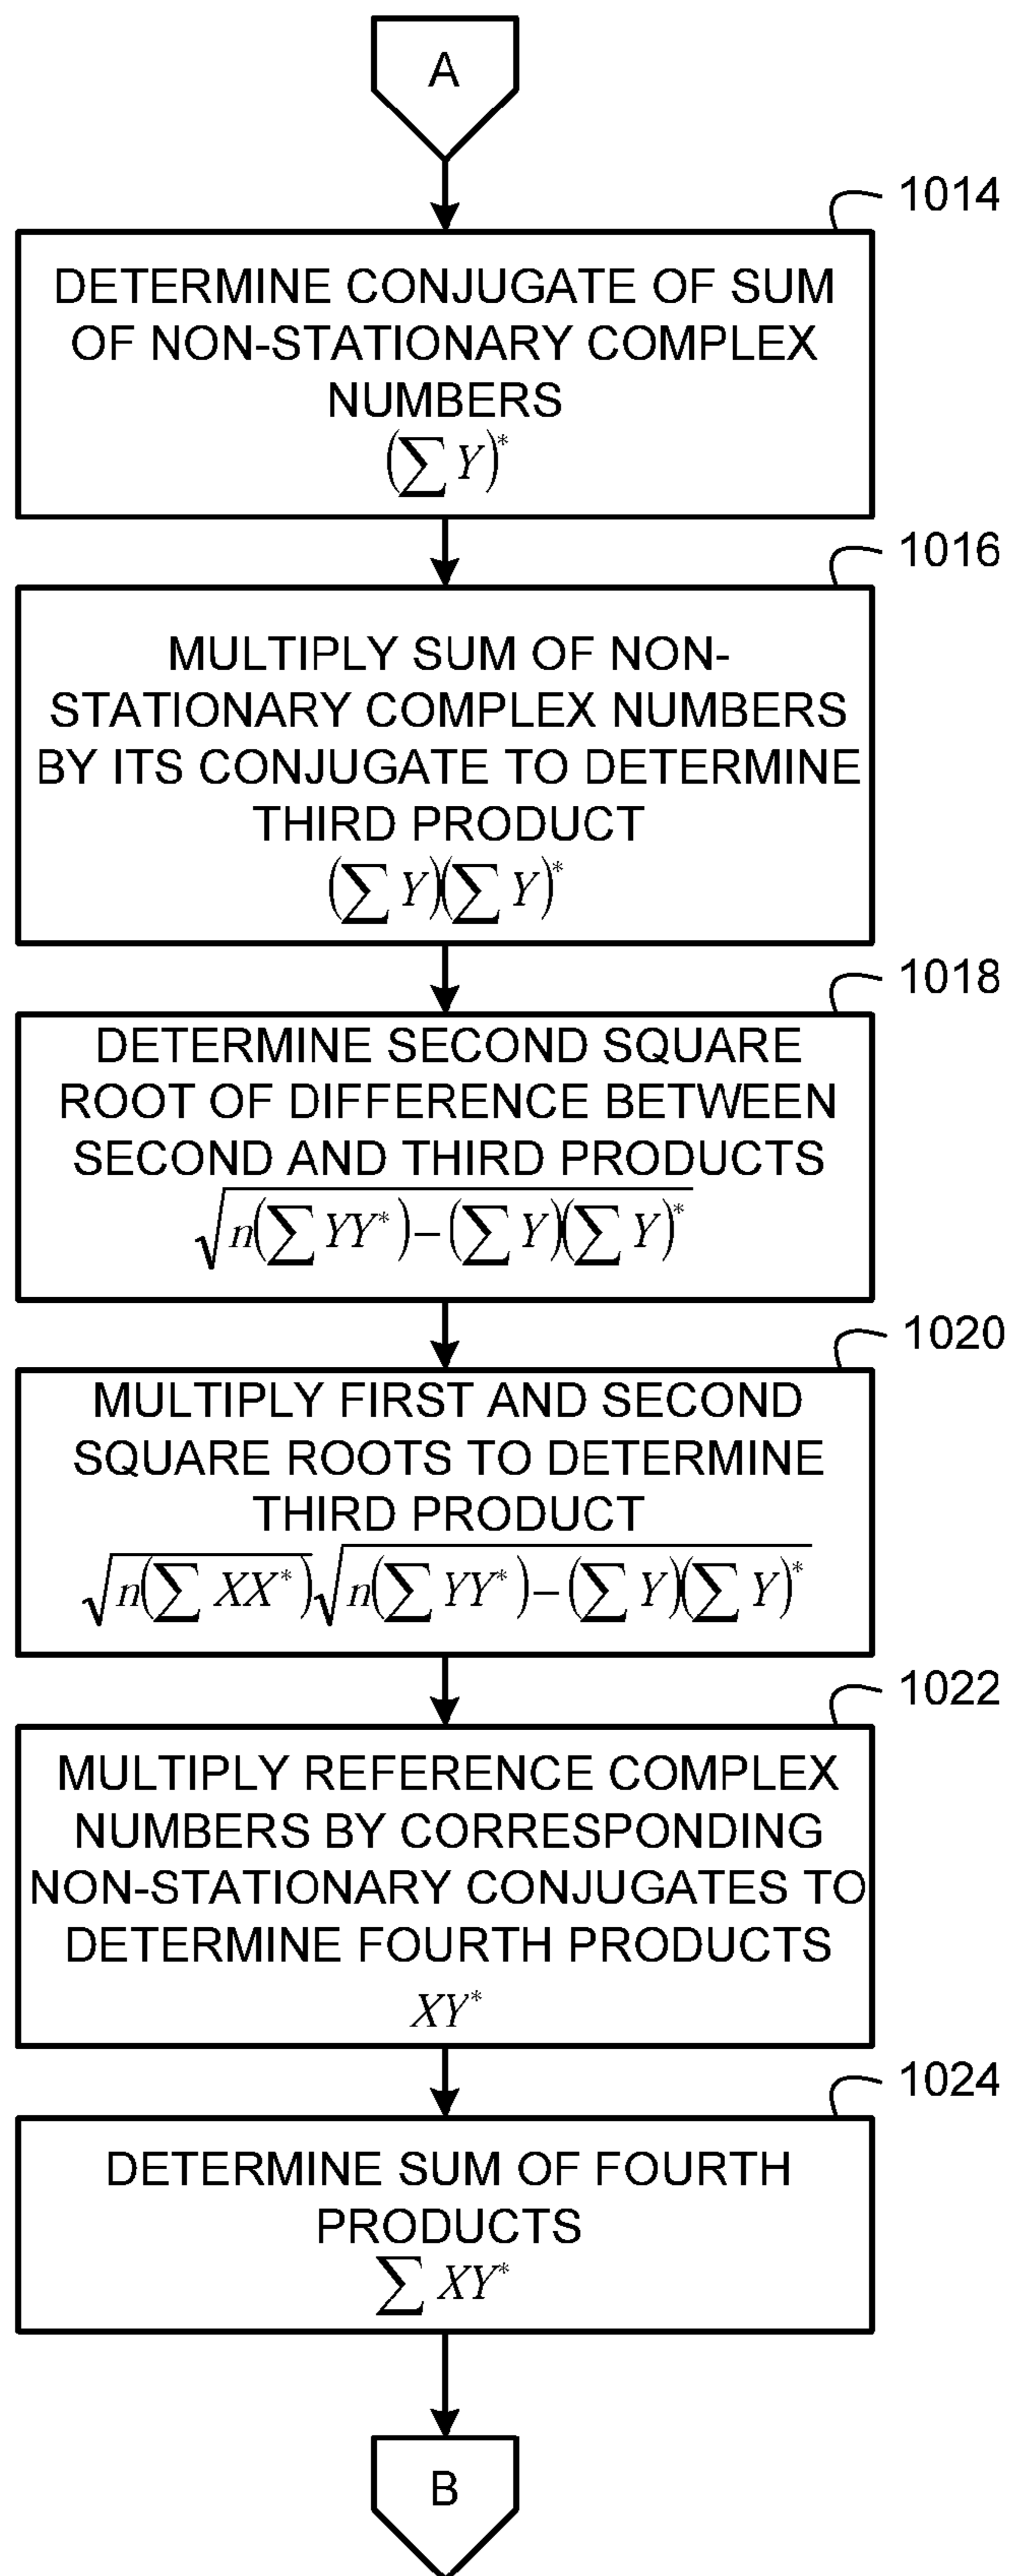 A
1014
DETERMINE CONJUGATE OF SUM
OF NON-STATIONARY COMPLEX
NUMBERS
(∑ Y)*
1016
MULTIPLY SUM OF NON-
STATIONARY COMPLEX NUMBERS
BY ITS CONJUGATE TO DETERMINE
THIRD PRODUCT
(∑ Y)(∑ Y)*
1018
DETERMINE SECOND SQUARE
ROOT OF DIFFERENCE BETWEEN
SECOND AND THIRD PRODUCTS
√n(∑ YY*)−(∑ Y)(∑ Y)*
1020
MULTIPLY FIRST AND SECOND
SQUARE ROOTS TO DETERMINE
THIRD PRODUCT
√n(∑ XX*)√n(∑ YY*)−(∑ Y)(∑ Y)*
1022
MULTIPLY REFERENCE COMPLEX
NUMBERS BY CORRESPONDING
NON-STATIONARY CONJUGATES TO
DETERMINE FOURTH PRODUCTS
XY*
1024
DETERMINE SUM OF FOURTH
PRODUCTS
∑ XY*
B